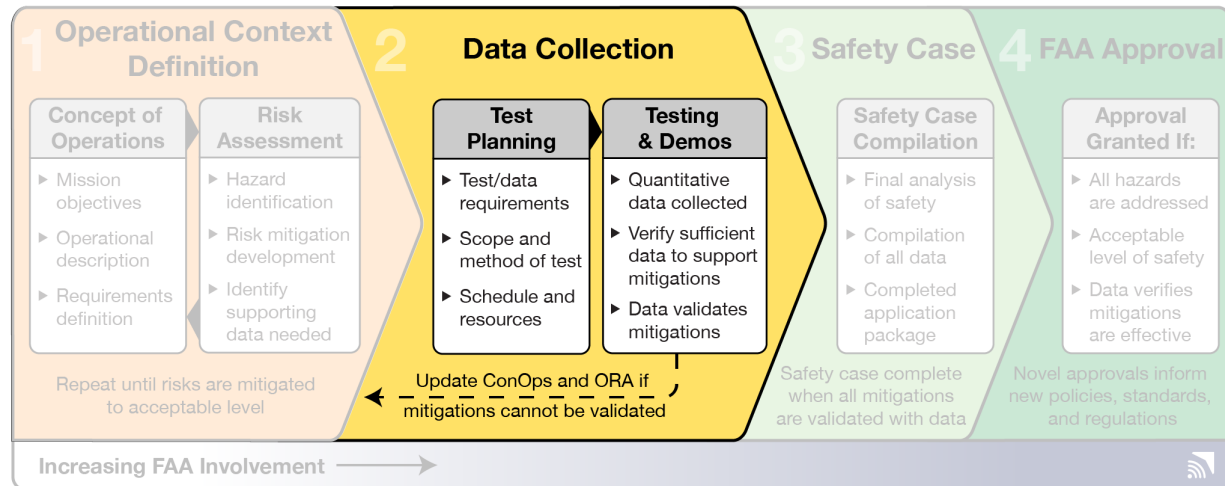 1
Operational Context
Definition
Concept of
Operations
Mission
objectives
Operational
description
Requirements
definition
Risk
Assessment
Hazard
identification
Risk mitigation
development
Identify
supporting
data needed
Repeat until risks are mitigated
to acceptable level
2
Data Collection
Test
Planning
Test/data
requirements
Scope and
method of test
Schedule and
resources
Testing
& Demos
Quantitative
data collected
Verify sufficient
data to support
mitigations
Data validates
mitigations
Update ConOps and ORA if
mitigations cannot be validated
3
Safety Case
Safety Case
Compilation
Final analysis
of safety
Compilation
of all data
Completed
application
package
Safety case complete
when all mitigations
are validated with data
4
FAA Approval
Approval
Granted If:
All hazards
are addressed
Acceptable
level of safety
Data verifies
mitigations
are effective
Novel approvals inform
new policies, standards,
and regulations
Increasing FAA Involvement